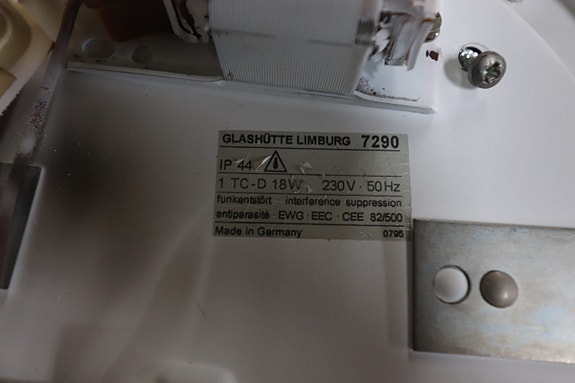 GLASHÜTTE LIMBURG 7290
IP 44
1 TC-D 18W 230V · 50Hz
funkentstört · interference suppression
antiparasité · EWG · EEC · CEE 82/500
Made in Germany 0795